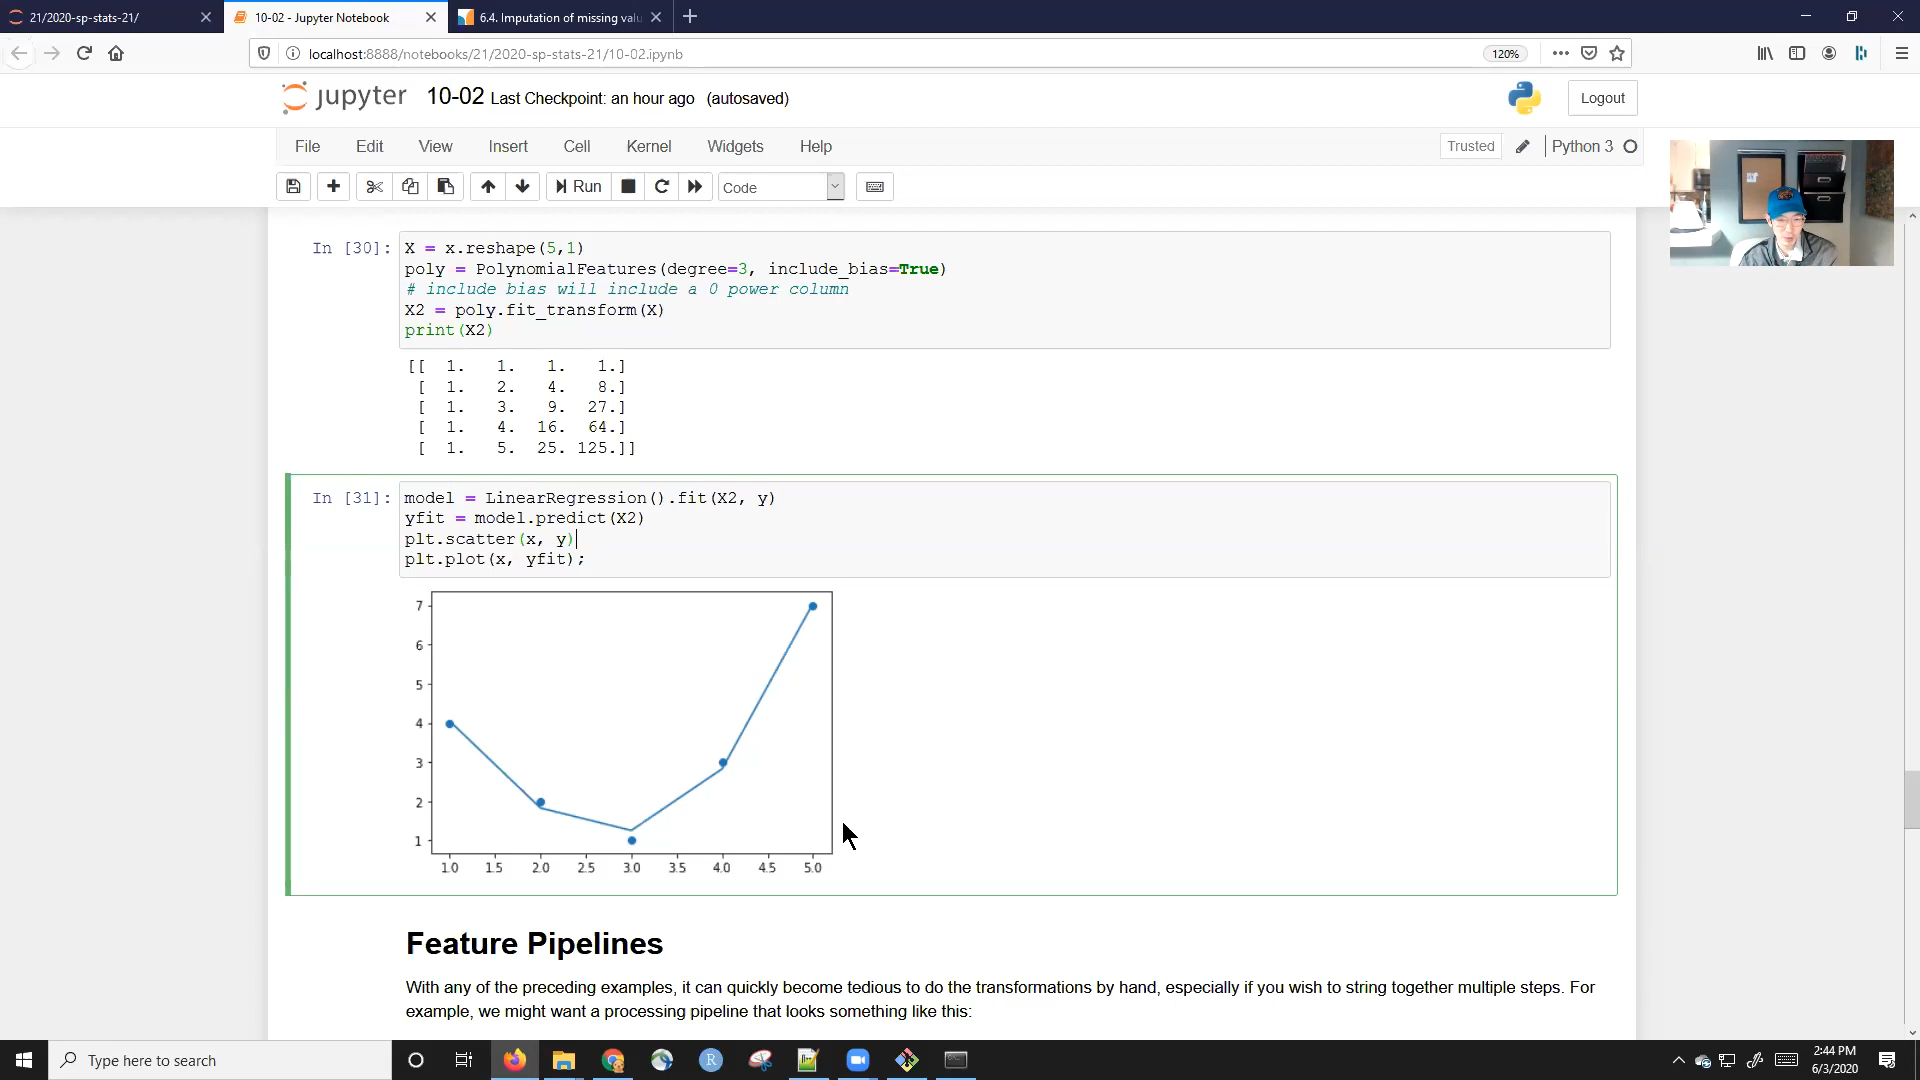 21/2020-sp-stats-21/
10-02 - Jupyter Notebook
6.4. Imputation of missing valu
localhost:8888/notebooks/21/2020-sp-stats-21/10-02.ipynb
120%
jupyter 10-02 Last Checkpoint: an hour ago (autosaved)
Logout
File Edit View Insert Cell Kernel Widgets Help
Trusted
Python 3
Run
Code
In [30]: X = x.reshape(5,1)
poly = PolynomialFeatures(degree=3, include_bias=True)
# include bias will include a 0 power column
X2 = poly.fit_transform(X)
print(X2)
[[ 1. 1. 1. 1.]
[ 1. 2. 4. 8.]
[ 1. 3. 9. 27.]
[ 1. 4. 16. 64.]
[ 1. 5. 25. 125.]]
In [31]: model = LinearRegression().fit(X2, y)
yfit = model.predict(X2)
plt.scatter(x, y)
plt.plot(x, yfit);
7
6
5
4
3
2
1
1.0 1.5 2.0 2.5 3.0 3.5 4.0 4.5 5.0
Feature Pipelines
With any of the preceding examples, it can quickly become tedious to do the transformations by hand, especially if you wish to string together multiple steps. For
example, we might want a processing pipeline that looks something like this:
Type here to search
R
2:44 PM
6/3/2020